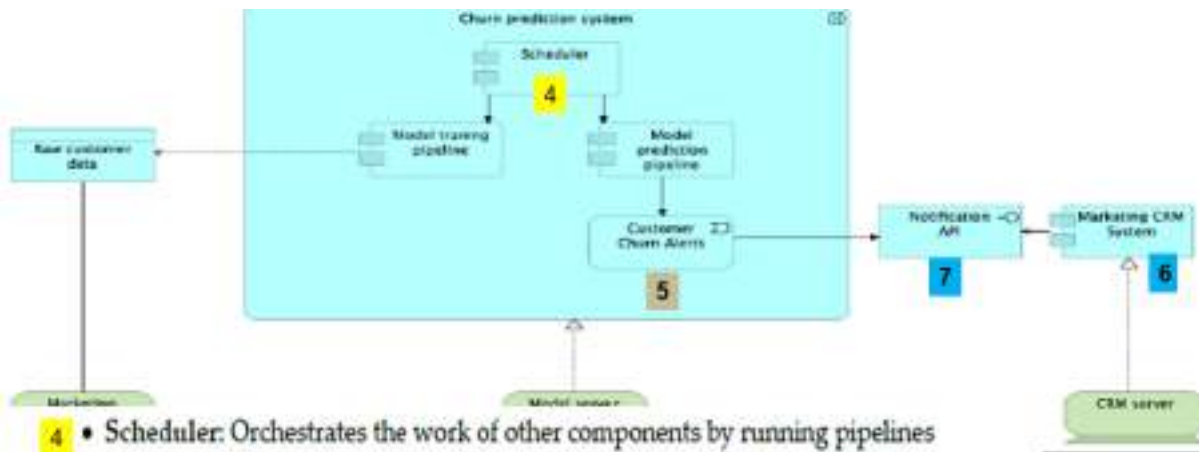 Churn prediction system
Scheduler
4
Model training
pipeline
Model
prediction
pipeline
Raw customer
data
Customer
Churn Alerts
5
Notification
API
7
Marketing CRM
System
6
Marketing
Model server
CRM server
4 • Scheduler: Orchestrates the work of other components by running pipelines